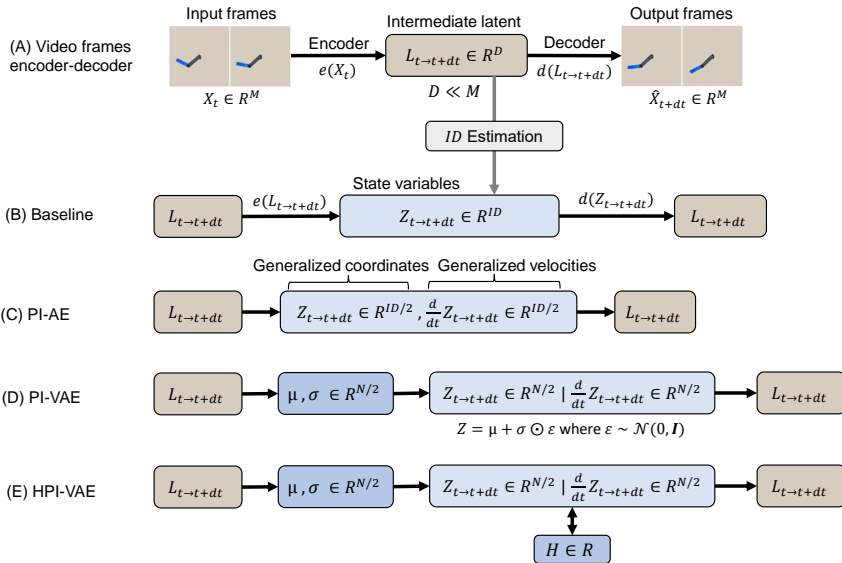 Input frames
Intermediate latent
Output frames
(A) Video frames
encoder-decoder
Encoder
e(X_t)
L_{t→t+dt} ∈ R^D
Decoder
d(L_{t→t+dt})
X_t ∈ R^M
D ≪ M
X̂_{t+dt} ∈ R^M
ID Estimation
State variables
(B) Baseline
L_{t→t+dt}
e(L_{t→t+dt})
Z_{t→t+dt} ∈ R^{ID}
d(Z_{t→t+dt})
L_{t→t+dt}
Generalized coordinates
Generalized velocities
(C) PI-AE
L_{t→t+dt}
Z_{t→t+dt} ∈ R^{ID/2} , d/dt Z_{t→t+dt} ∈ R^{ID/2}
L_{t→t+dt}
(D) PI-VAE
L_{t→t+dt}
μ , σ ∈ R^{N/2}
Z_{t→t+dt} ∈ R^{N/2} | d/dt Z_{t→t+dt} ∈ R^{N/2}
L_{t→t+dt}
Z = μ + σ ⊙ ε where ε ~ 𝒩(0, I)
(E) HPI-VAE
L_{t→t+dt}
μ , σ ∈ R^{N/2}
Z_{t→t+dt} ∈ R^{N/2} | d/dt Z_{t→t+dt} ∈ R^{N/2}
L_{t→t+dt}
H ∈ R